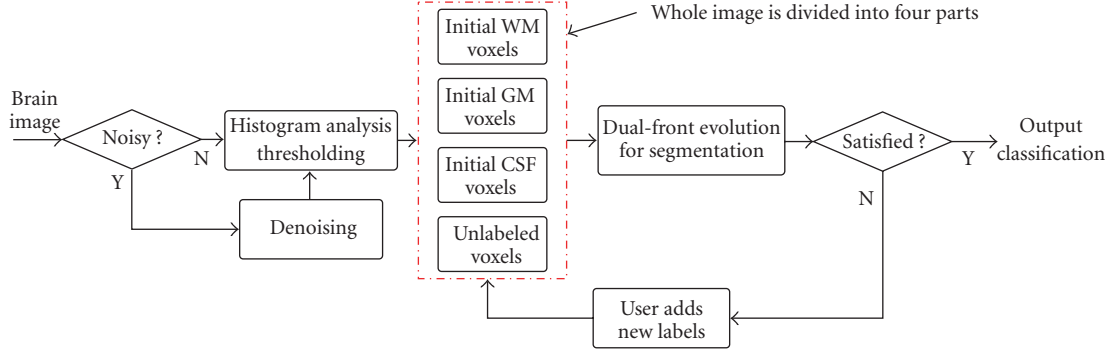 Whole image is divided into four parts
Brain
image
Noisy ?
N
Y
Histogram analysis
thresholding
Denoising
Initial WM
voxels
Initial GM
voxels
Initial CSF
voxels
Unlabeled
voxels
Dual-front evolution
for segmentation
Satisfied ?
Y
N
Output
classification
User adds
new labels